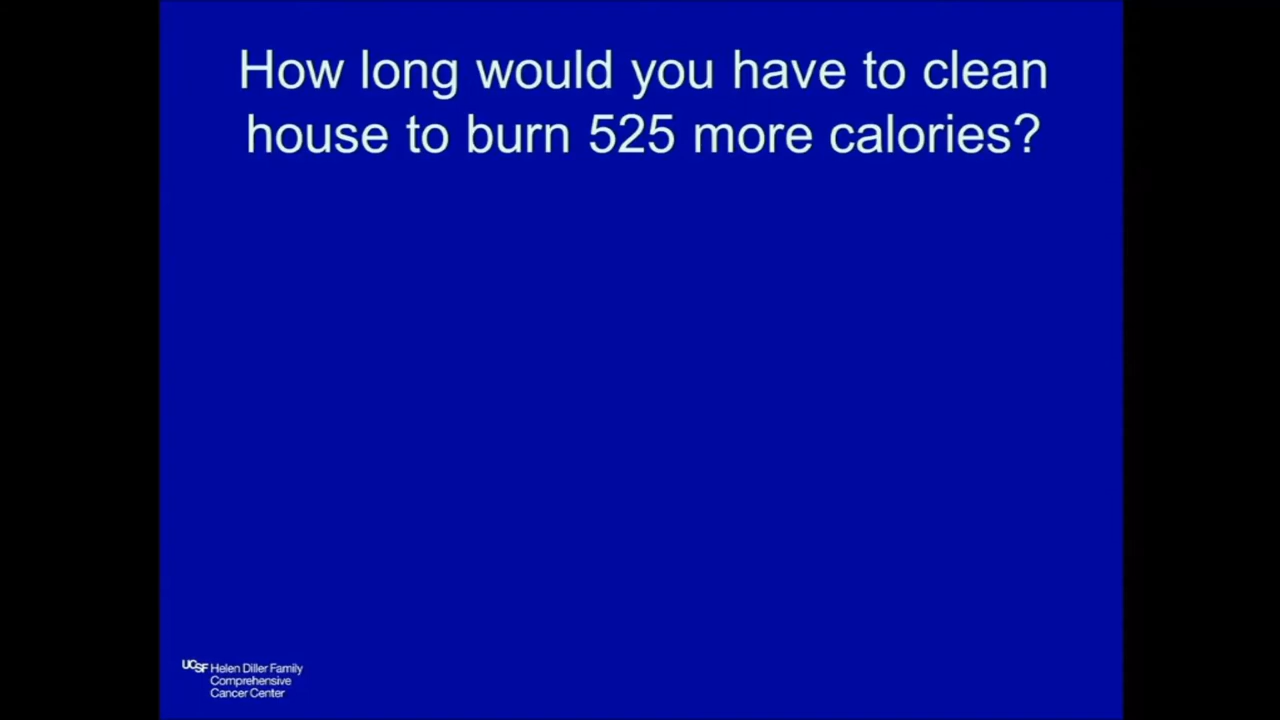 How long would you have to clean
house to burn 525 more calories?
UCSF Helen Diller Family
Comprehensive
Cancer Center